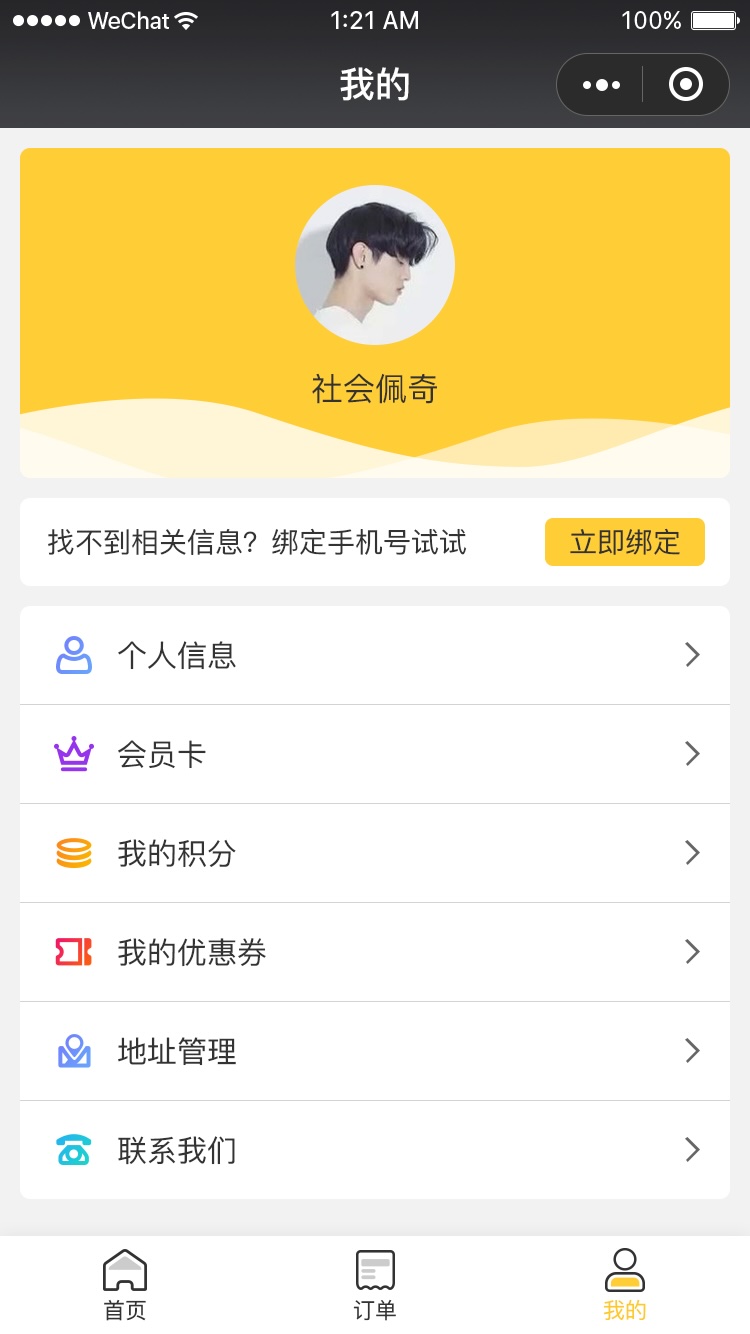 WeChat 1:21 AM 100%
我的
社会佩奇
找不到相关信息？绑定手机号试试 立即绑定
个人信息
会员卡
我的积分
我的优惠券
地址管理
联系我们
首页 订单 我的